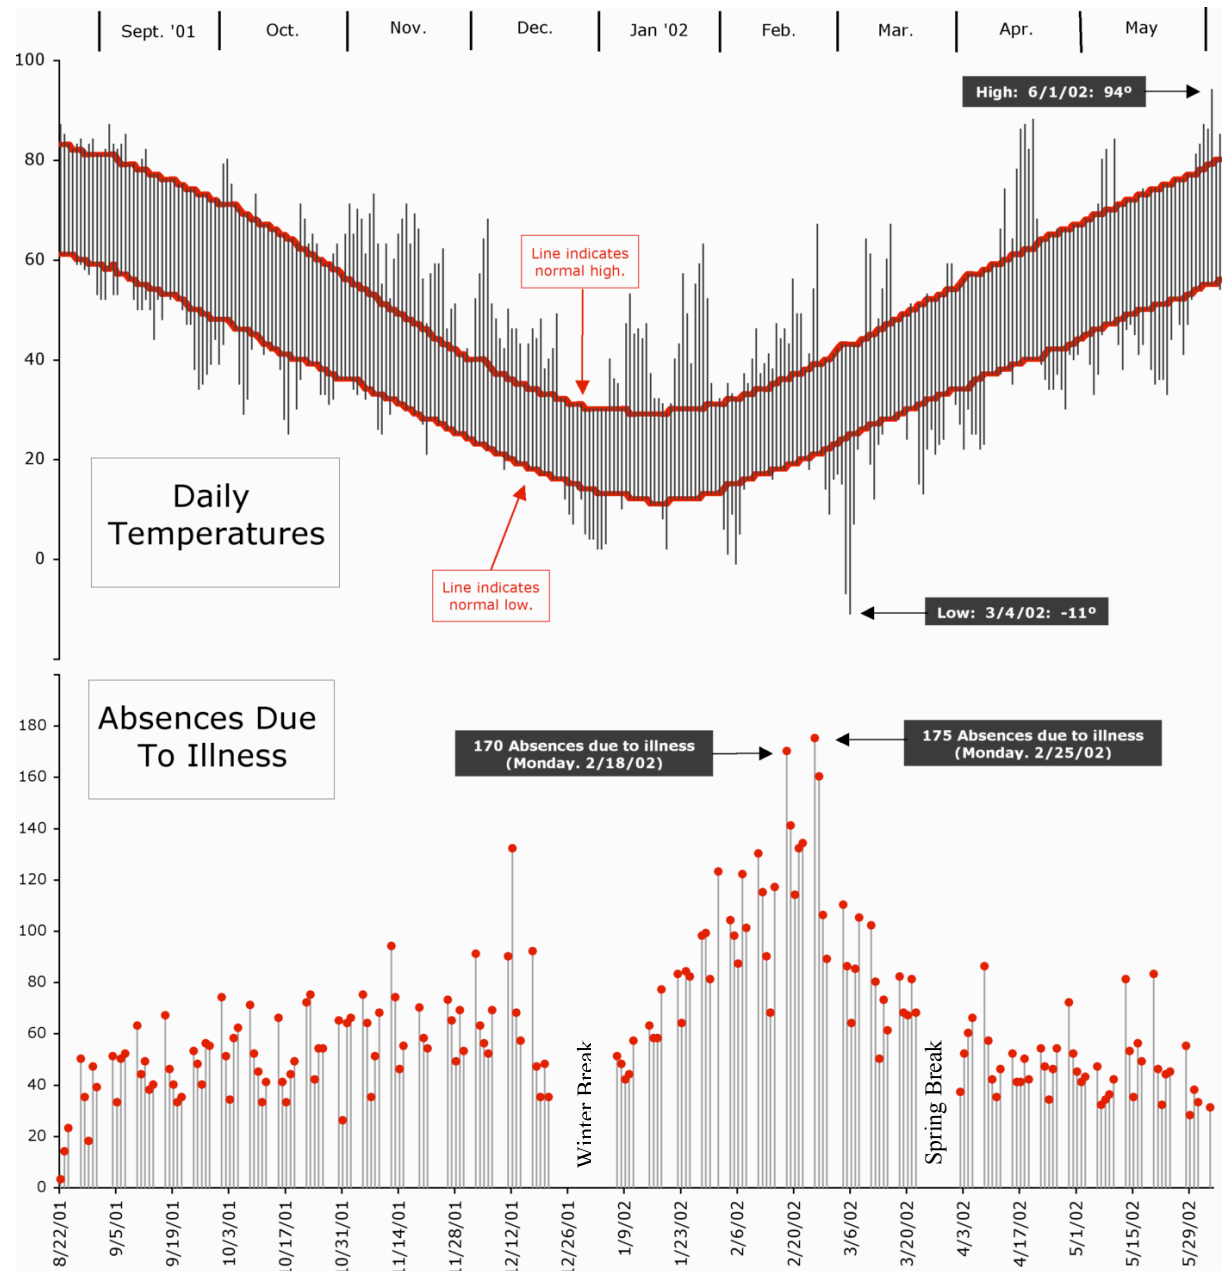 Sept. '01 Oct. Nov. Dec. Jan '02 Feb. Mar. Apr. May
100
High: 6/1/02: 94º
80
60
Line indicates
normal high.
40
20
Daily
Temperatures
0
Line indicates
normal low.
Low: 3/4/02: -11º
Absences Due
To Illness
180
170 Absences due to illness
(Monday. 2/18/02)
175 Absences due to illness
(Monday. 2/25/02)
160
140
120
100
80
60
40
20
0
Winter Break
Spring Break
8/22/01 9/5/01 9/19/01 10/3/01 10/17/01 10/31/01 11/14/01 11/28/01 12/12/01 12/26/01 1/9/02 1/23/02 2/6/02 2/20/02 3/6/02 3/20/02 4/3/02 4/17/02 5/1/02 5/15/02 5/29/02